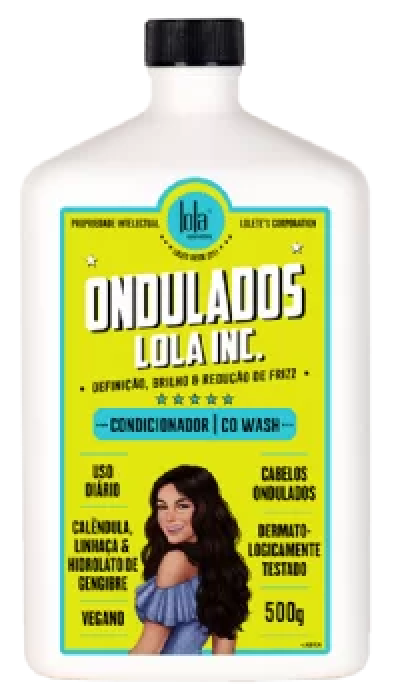 lola
PROPRIEDADE INTELECTUAL
LOLETE'S CORPORATION
ONDULADOS
LOLA INC.
• DEFINIÇÃO, BRILHO & REDUÇÃO DE FRIZZ •
CONDICIONADOR | CO WASH
USO
DIÁRIO
CALÊNDULA,
LINHAÇA &
HIDROLATO DE
GENGIBRE
VEGANO
CABELOS
ONDULADOS
DERMATO-
LOGICAMENTE
TESTADO
500g